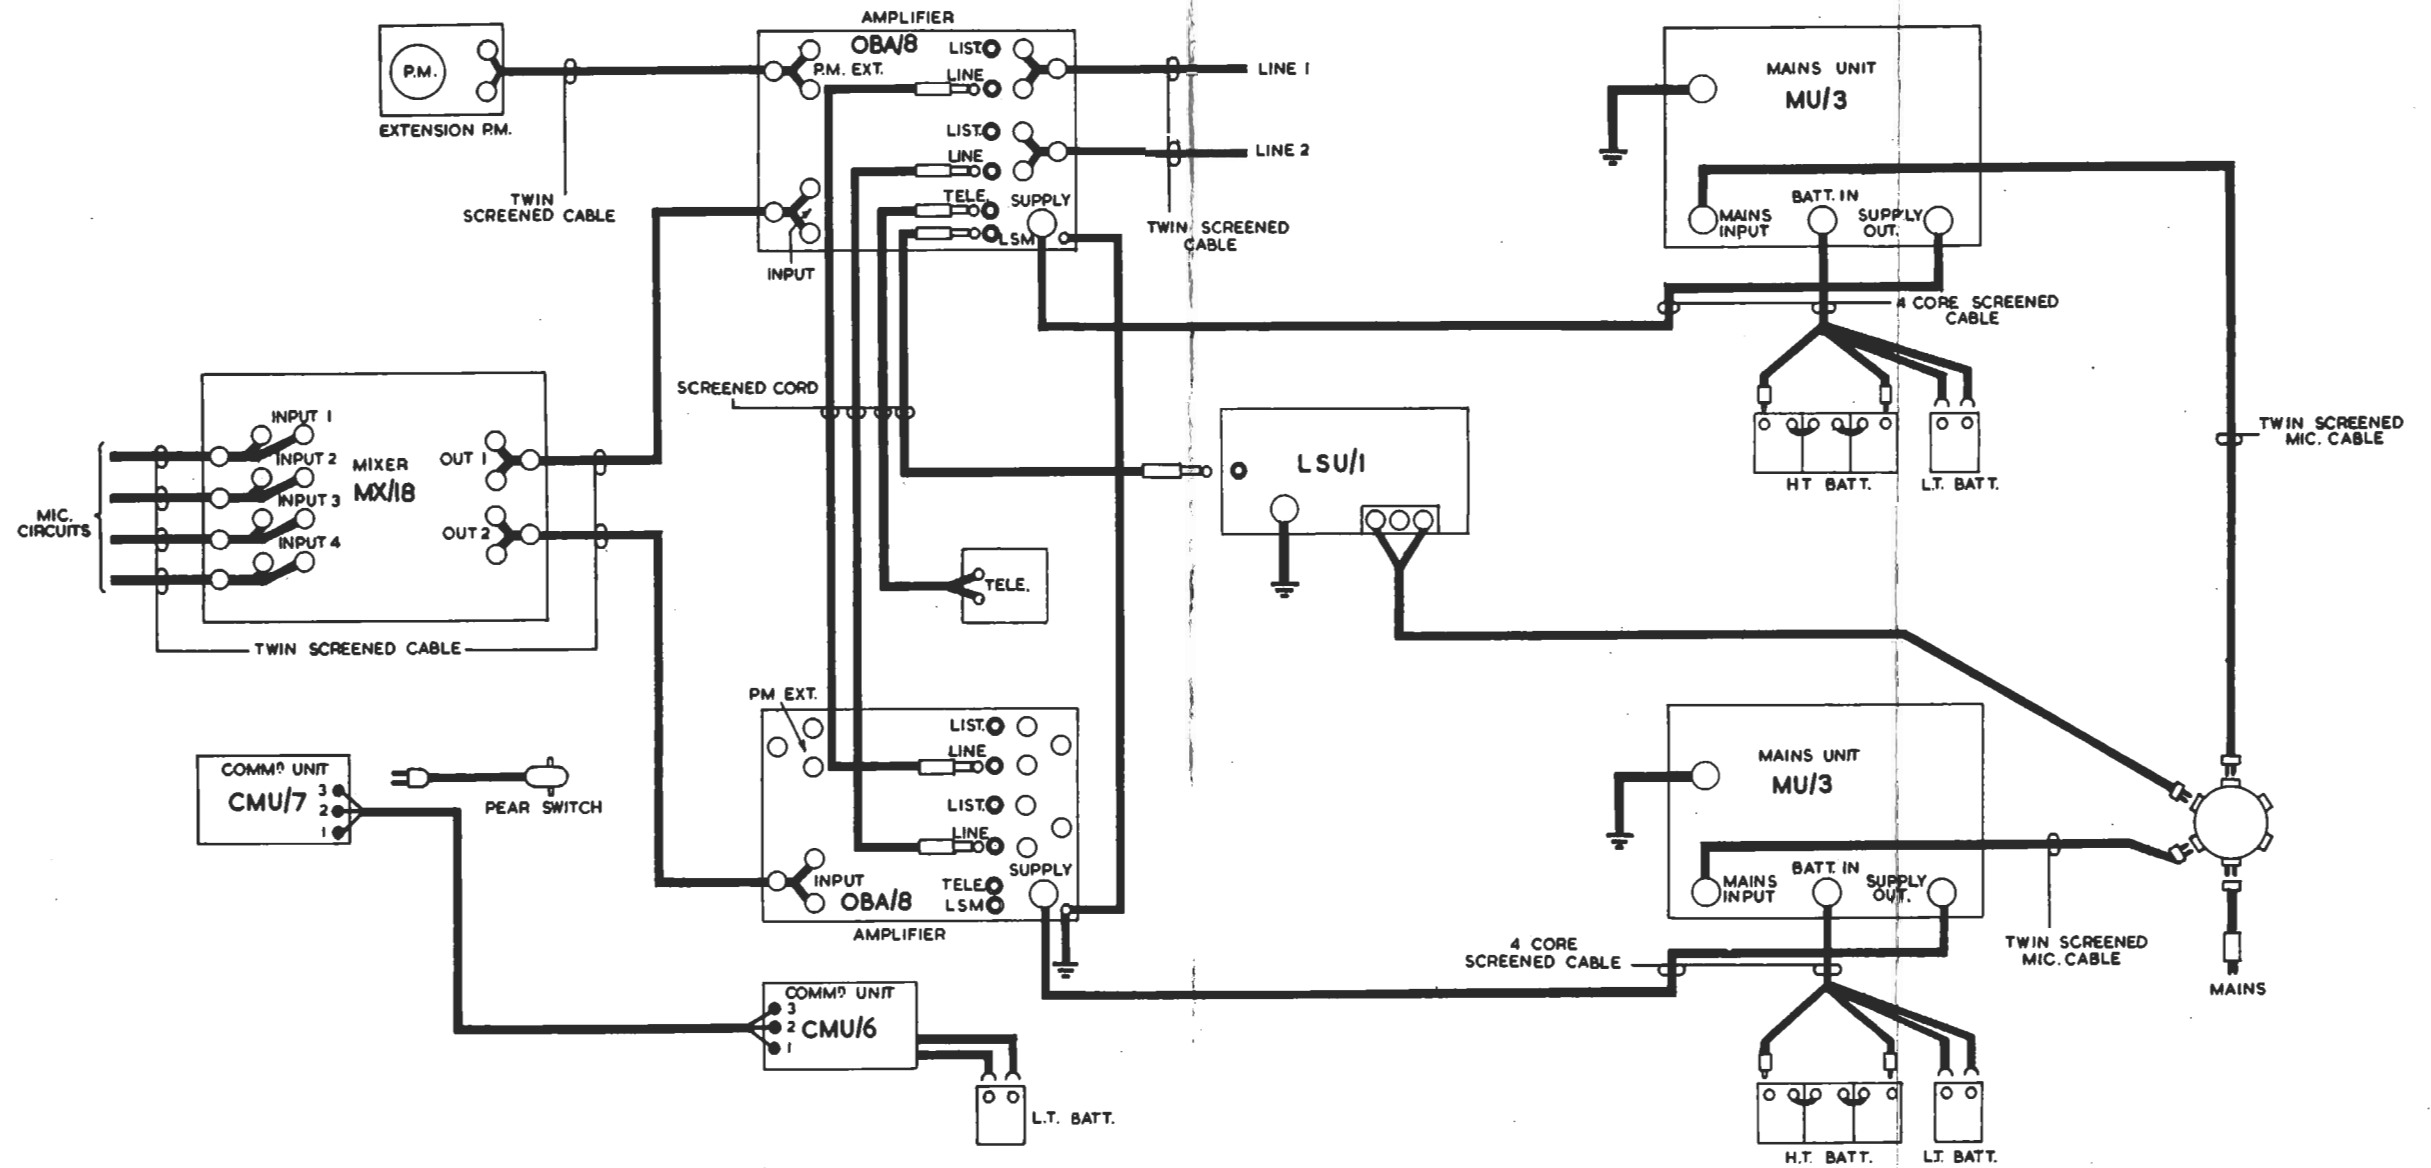 AMPLIFIER
OBA/8
P.M.
P.M. EXT.
EXTENSION P.M.
LIST.
LINE
LIST.
LINE
TELE.
SUPPLY
LSM
INPUT
LINE 1
LINE 2
TWIN
SCREENED CABLE
TWIN SCREENED
CABLE
MAINS UNIT
MU/3
BATT. IN
MAINS
INPUT
SUPPLY
OUT.
4 CORE SCREENED
CABLE
HT BATT.
L.T. BATT.
TWIN SCREENED
MIC. CABLE
SCREENED CORD
INPUT 1
INPUT 2
INPUT 3
INPUT 4
MIXER
MX/18
OUT 1
OUT 2
MIC.
CIRCUITS
TWIN SCREENED CABLE
LSU/1
TELE.
PM EXT.
LIST.
LINE
LIST.
LINE
SUPPLY
INPUT
TELE
LSM
OBA/8
AMPLIFIER
COMMD UNIT
CMU/7
3
2
1
PEAR SWITCH
COMMD UNIT
CMU/6
3
2
1
L.T. BATT.
MAINS UNIT
MU/3
BATT. IN
MAINS
INPUT
SUPPLY
OUT.
4 CORE
SCREENED CABLE
TWIN SCREENED
MIC. CABLE
MAINS
H.T. BATT.
L.T. BATT.